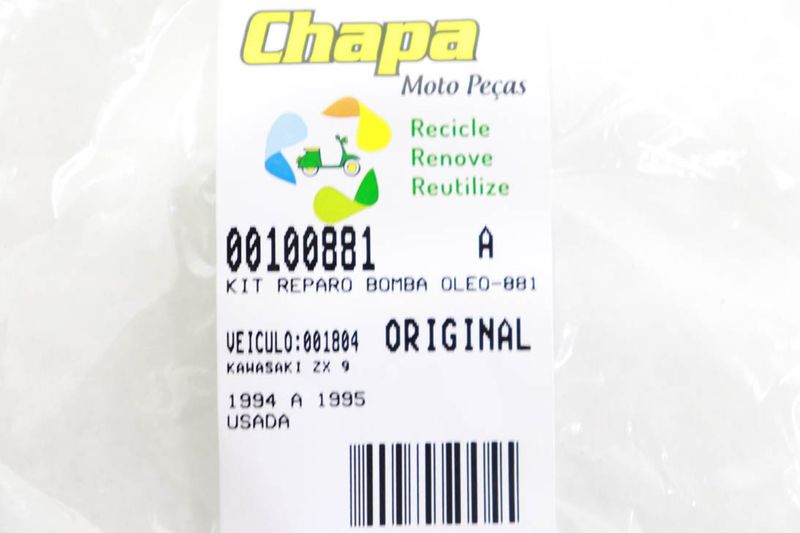 Chapa
Moto Peças
Recicle
Renove
Reutilize
00100881 A
KIT REPARO BOMBA OLEO-881
VEICULO:001804 ORIGINAL
KAWASAKI ZX 9
1994 A 1995
USADA